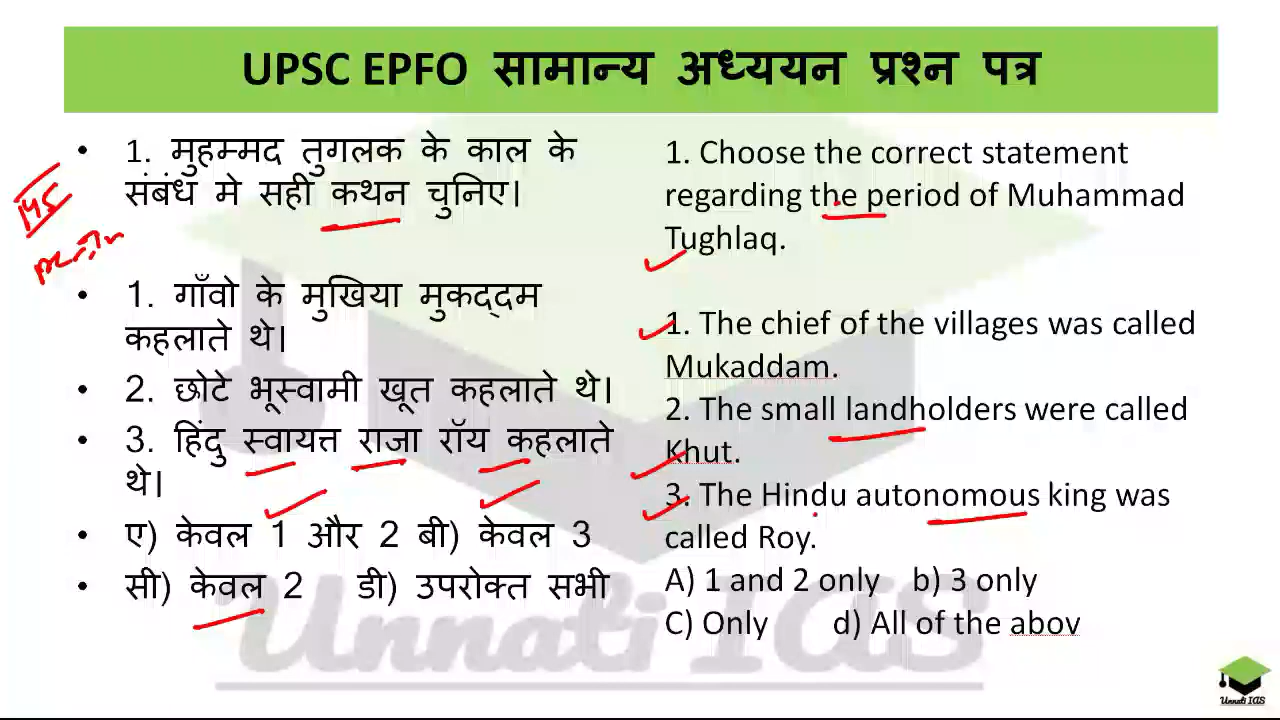 UPSC EPFO सामान्य अध्ययन प्रश्न पत्र
• 1. मुहम्मद तुगलक के काल के
संबंध मे सही कथन चुनिए।
• 1. गाँवो के मुखिया मुकद्दम
कहलाते थे।
• 2. छोटे भूस्वामी खूत कहलाते थे।
• 3. हिंदु स्वायत्त राजा रॉय कहलाते
थे।
• ए) केवल 1 और 2 बी) केवल 3
• सी) केवल 2 डी) उपरोक्त सभी
1. Choose the correct statement
regarding the period of Muhammad
Tughlaq.
1. The chief of the villages was called
Mukaddam.
2. The small landholders were called
Khut.
3. The Hindu autonomous king was
called Roy.
A) 1 and 2 only b) 3 only
C) Only d) All of the abov
Unnati IAS
Unnati IAS